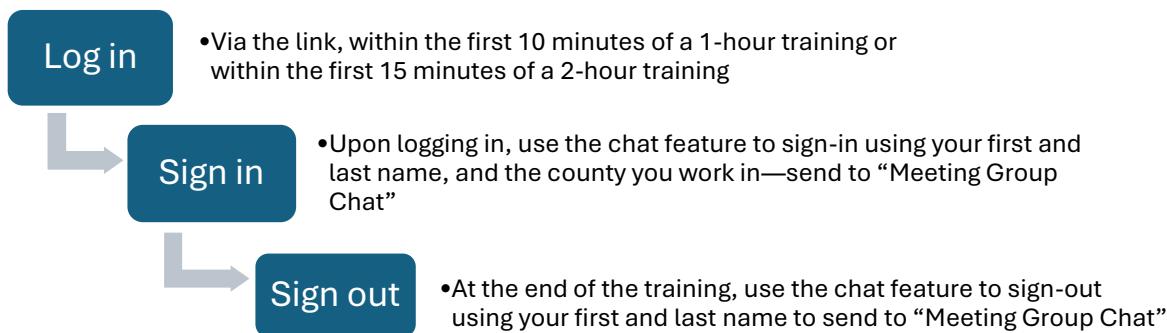 Log in
•Via the link, within the first 10 minutes of a 1-hour training or
within the first 15 minutes of a 2-hour training
Sign in
•Upon logging in, use the chat feature to sign-in using your first and
last name, and the county you work in—send to “Meeting Group
Chat”
Sign out
•At the end of the training, use the chat feature to sign-out
using your first and last name to send to “Meeting Group Chat”